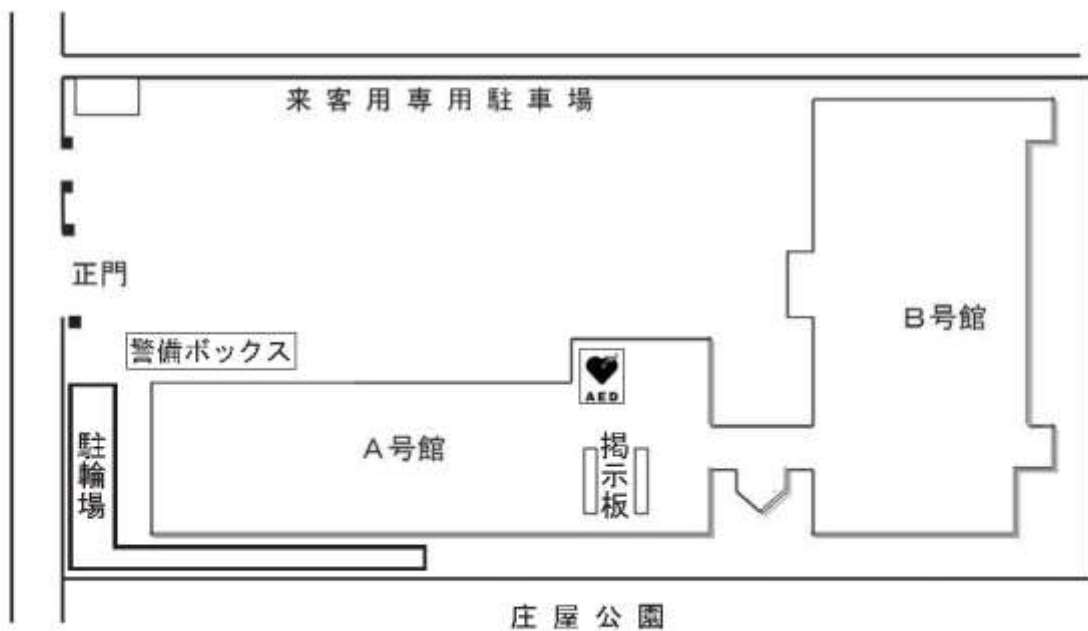 来客用専用駐車場
正門
B号館
警備ボックス
AED
A号館
掲示板
駐輪場
庄屋公園